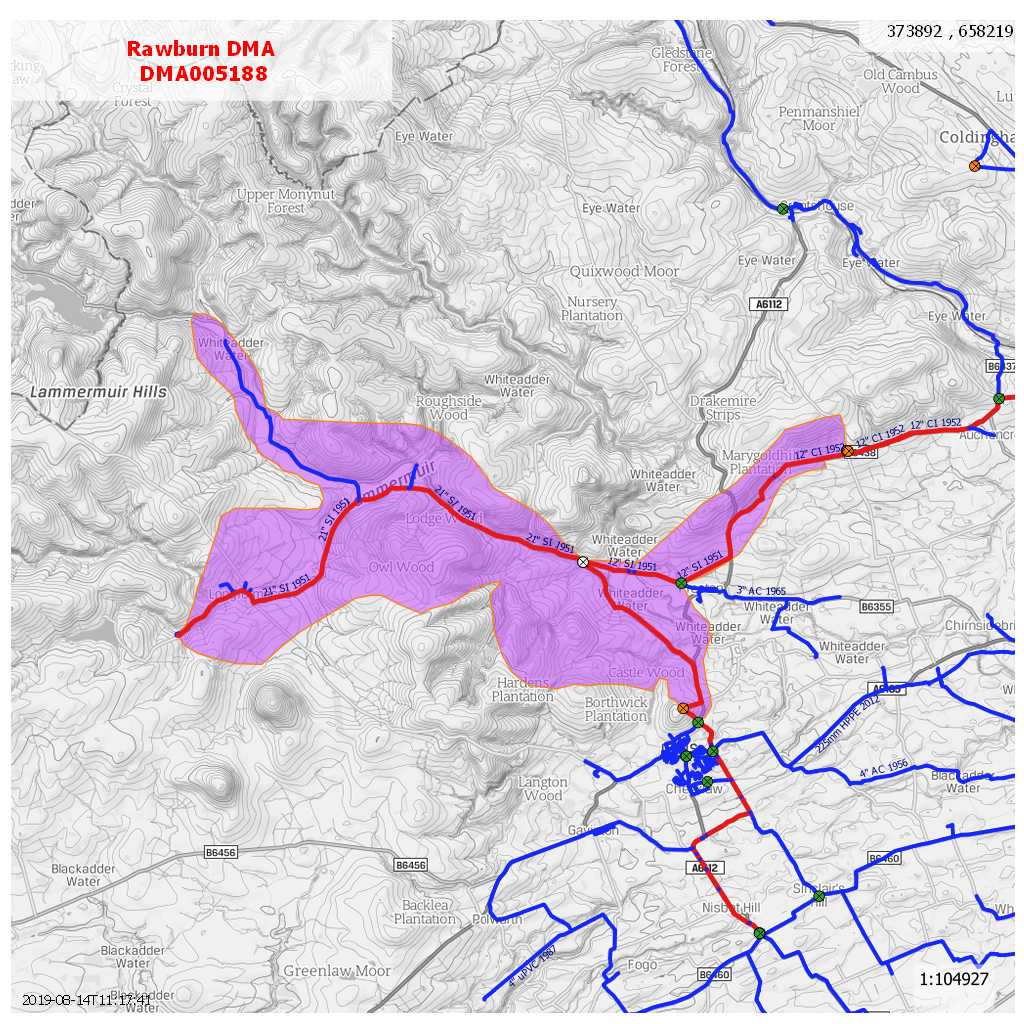 Rawburn DMA
DMA005188
373892 , 658219
Gledstone
Forest
Old Cambus
Wood
Crystal
Forest
Penmanshiel
Moor
Eye Water
Coldingha
Upper Monynut
Forest
Eye Water
Eye Water
Eye Water
Quixwood Moor
A6112
Nursery
Plantation
Eye Water
Whiteadder
Water
B6437
Lammermuir Hills
Whiteadder
Water
Roughside
Wood
Drakemire
Strips
12" CI 1952
12" CI 1952
12" CI 1952
Marygoldhill
Plantation
Whiteadder
Water
21" SI 1951
Lodge Wood
21" SI 1951
21" SI 1951
Whiteadder
Water
Owl Wood
12" SI 1951
12" SI 1951
21" SI 1951
3" AC 1965
Whiteadder
Water
Whiteadder
Water
B6355
Whiteadder
Water
Chirnsidebri
Whiteadder
Water
Castle Wood
Hardens
Plantation
Borthwick
Plantation
A6105
225mm HPPE 2012
4" AC 1956
Blackadder
Water
Langton
Wood
Gavinton
B6456
B6456
A6112
B6460
Blackadder
Water
Sinclair's
Hill
Backlea
Plantation
Polwarth
Nisbet Hill
Blackadder
Water
4" uPVC 1987
Fogo
B6460
Greenlaw Moor
1:104927
Blackadder
Water
2019-08-14T11:17:41